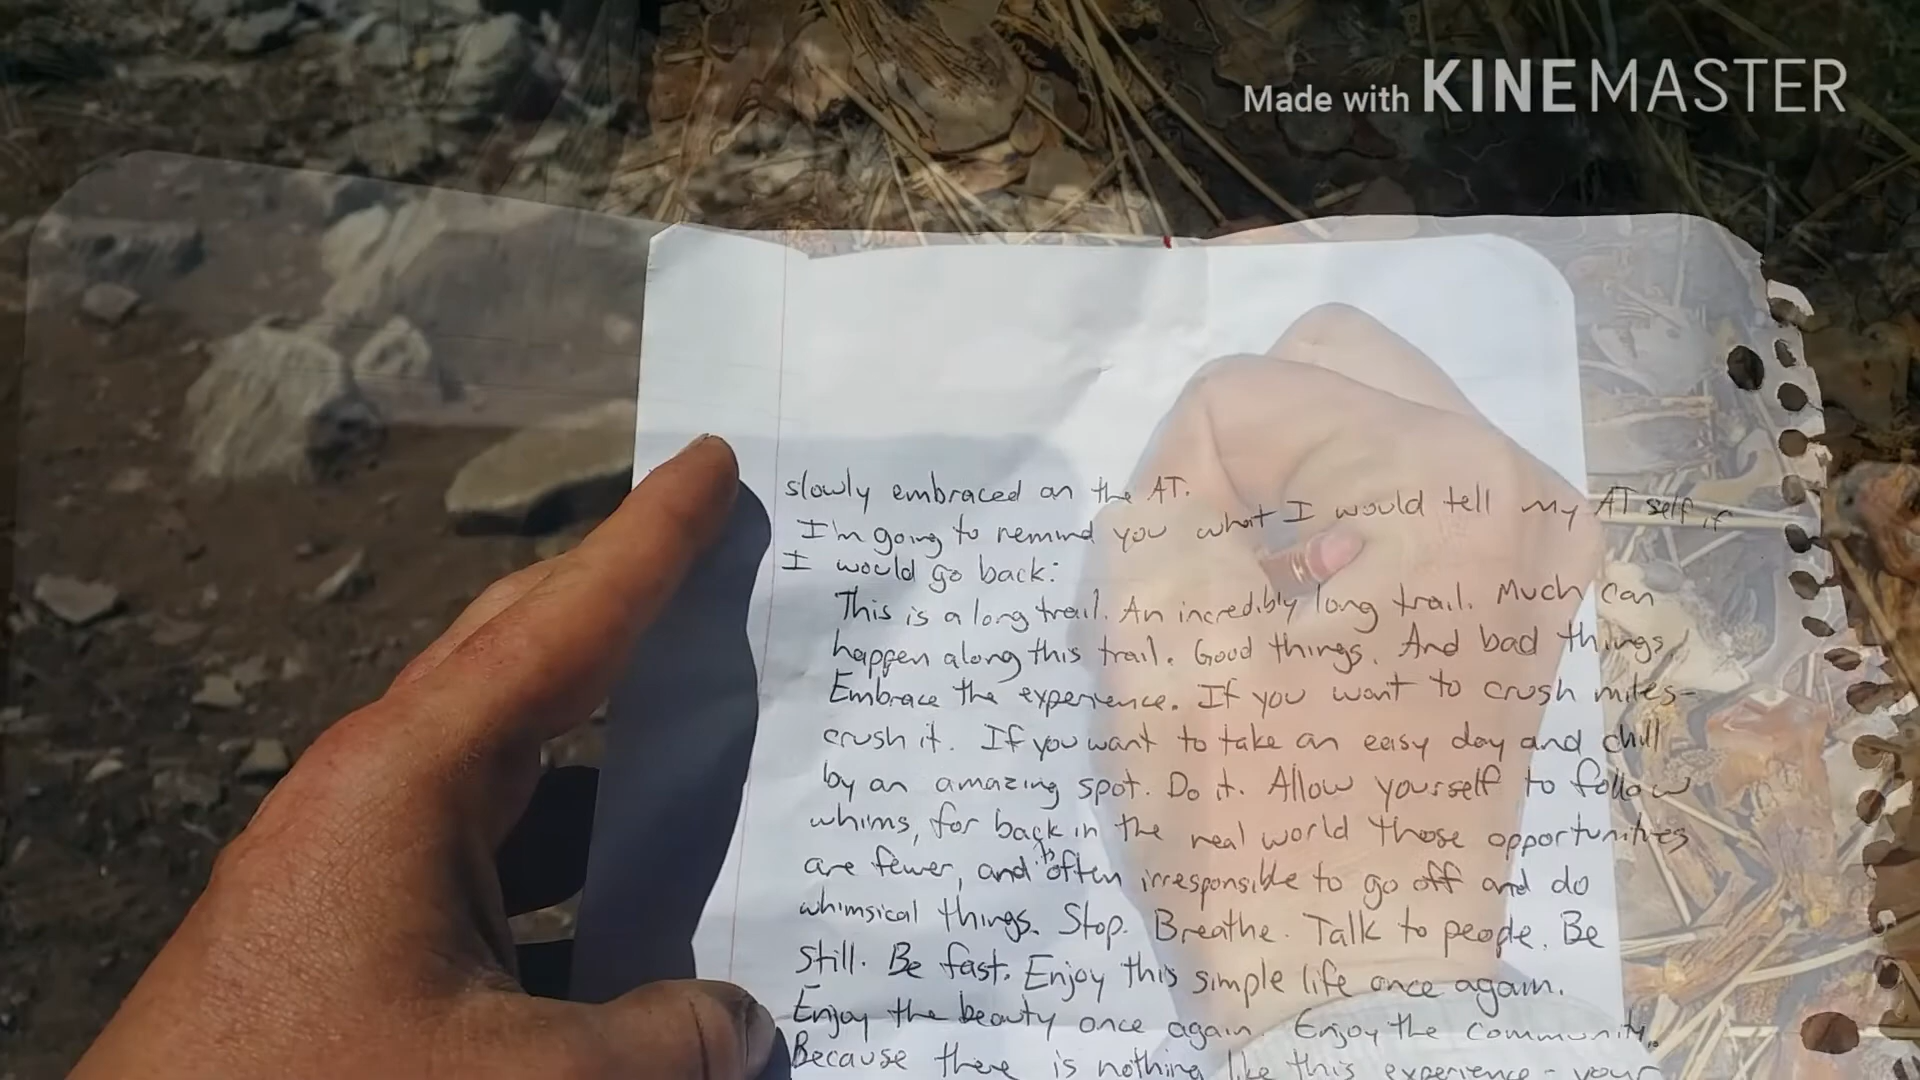 Made with KINEMASTER
slowly embraced on the AT.
I'm going to remind you what I would tell my AT self if
I would go back:
This is a long trail. An incredibly long trail. Much can
happen along this trail. Good things. And bad things.
Embrace the experience. If you want to crush miles-
crush it. If you want to take an easy day and chill
by an amazing spot. Do it. Allow yourself to follow
whims, for back in the real world those opportunities
are fewer, and often irresponsible to go off and do
whimsical things. Stop. Breathe. Talk to people. Be
still. Be fast. Enjoy this simple life once again.
Enjoy the beauty once again. Enjoy the community.
Because there is nothing like this experience - your